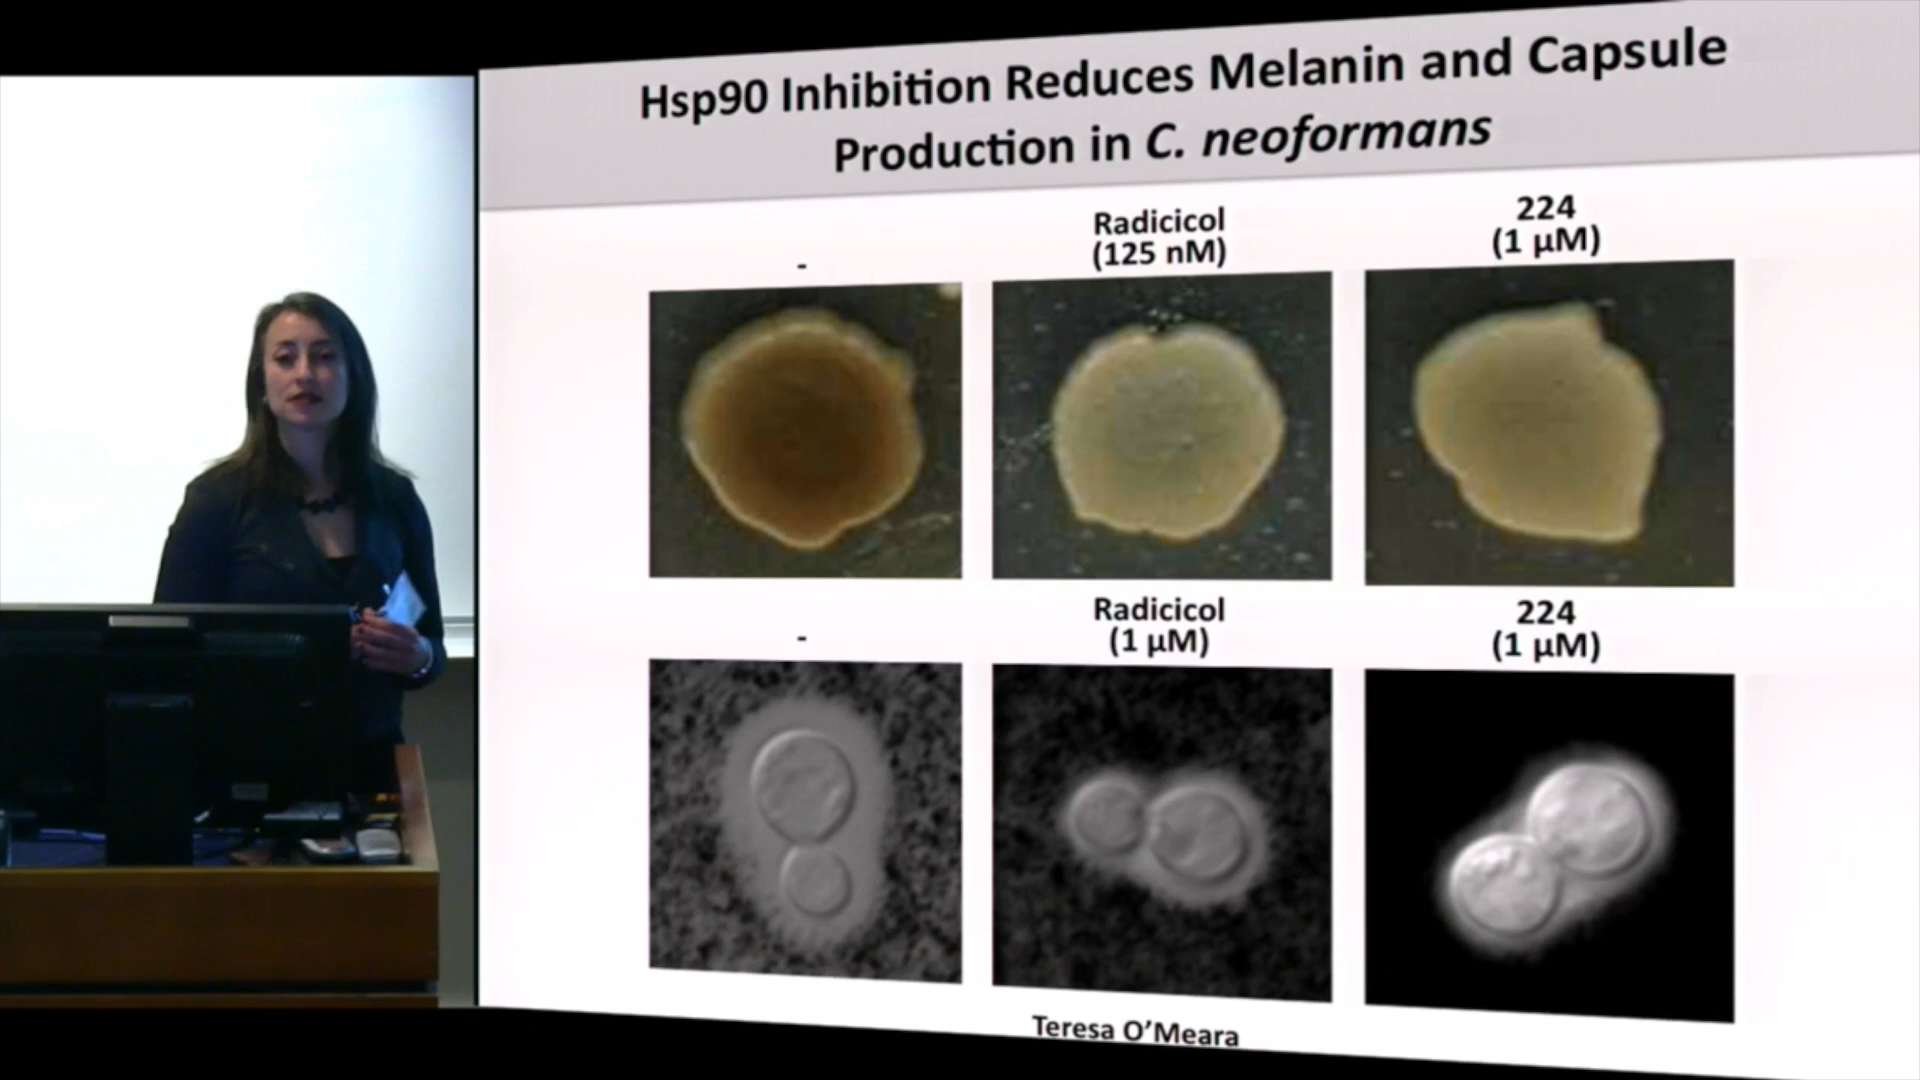 Hsp90 Inhibition Reduces Melanin and Capsule
Production in C. neoformans
-
Radicicol
(125 nM)
224
(1 µM)
-
Radicicol
(1 µM)
224
(1 µM)
Teresa O’Meara